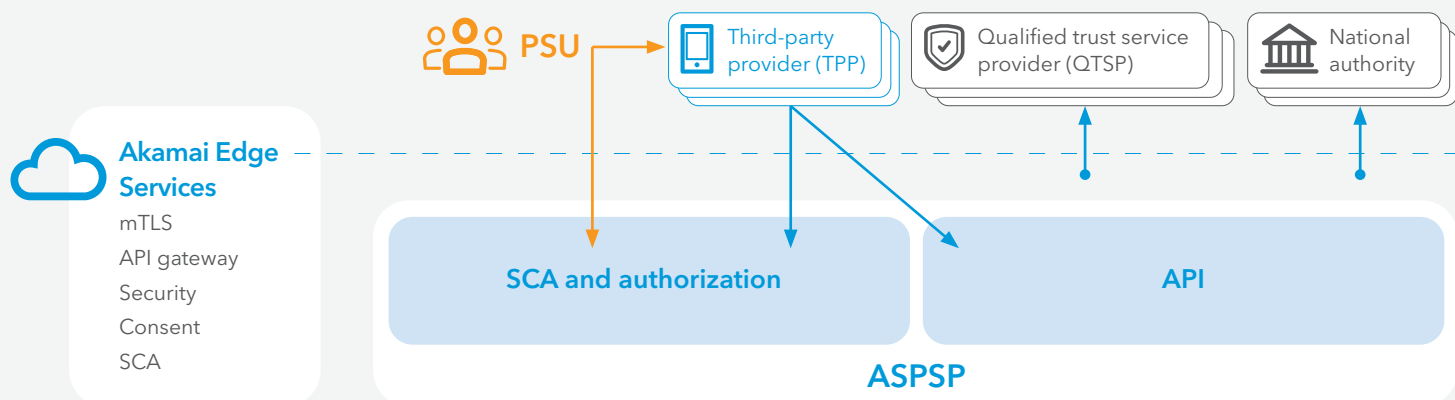 PSU
Third-party
provider (TPP)
Qualified trust service
provider (QTSP)
National
authority
Akamai Edge
Services
mTLS
API gateway
Security
Consent
SCA
SCA and authorization
API
ASPSP